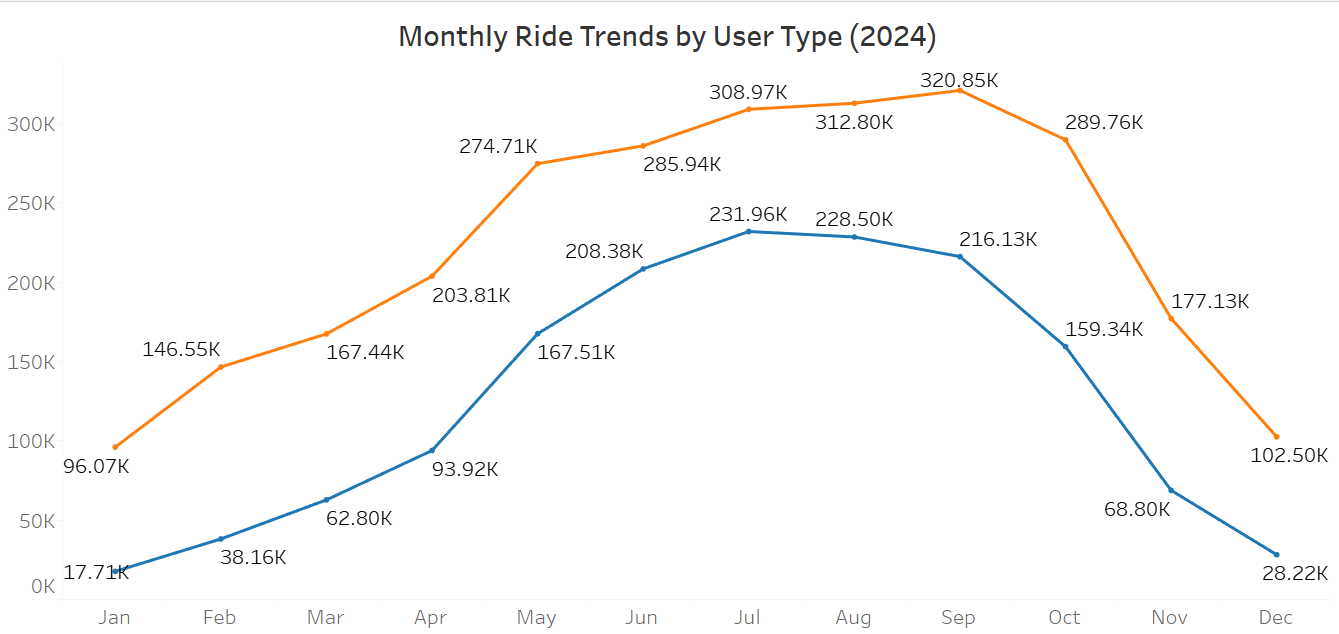 Monthly Ride Trends by User Type (2024)
320.85K
308.97K
312.80K
289.76K
300K
274.71K
285.94K
250K
231.96K
228.50K
216.13K
208.38K
203.81K
200K
177.13K
159.34K
146.55K
167.44K
167.51K
150K
100K
96.07K
93.92K
102.50K
50K
62.80K
68.80K
38.16K
17.71K
28.22K
0K
Jan Feb Mar Apr May Jun Jul Aug Sep Oct Nov Dec